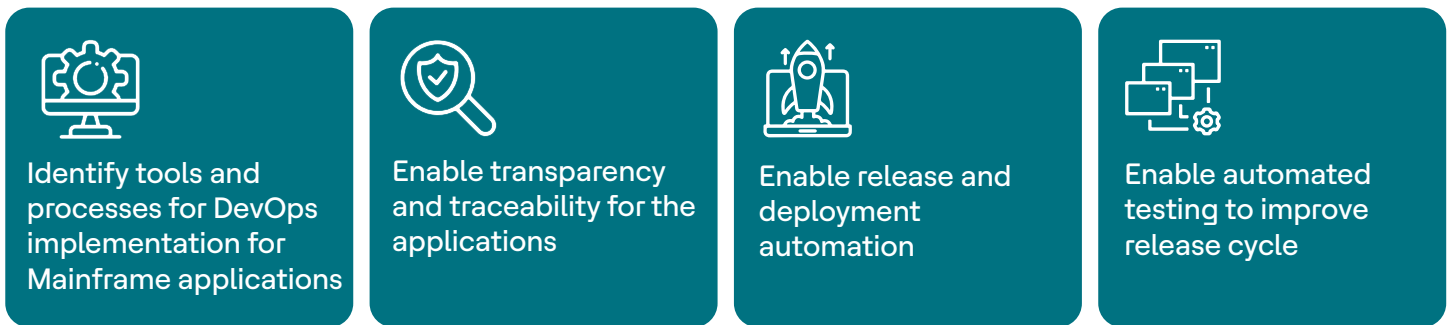 Identify tools and
processes for DevOps
implementation for
Mainframe applications
Enable transparency
and traceability for the
applications
Enable release and
deployment
automation
Enable automated
testing to improve
release cycle